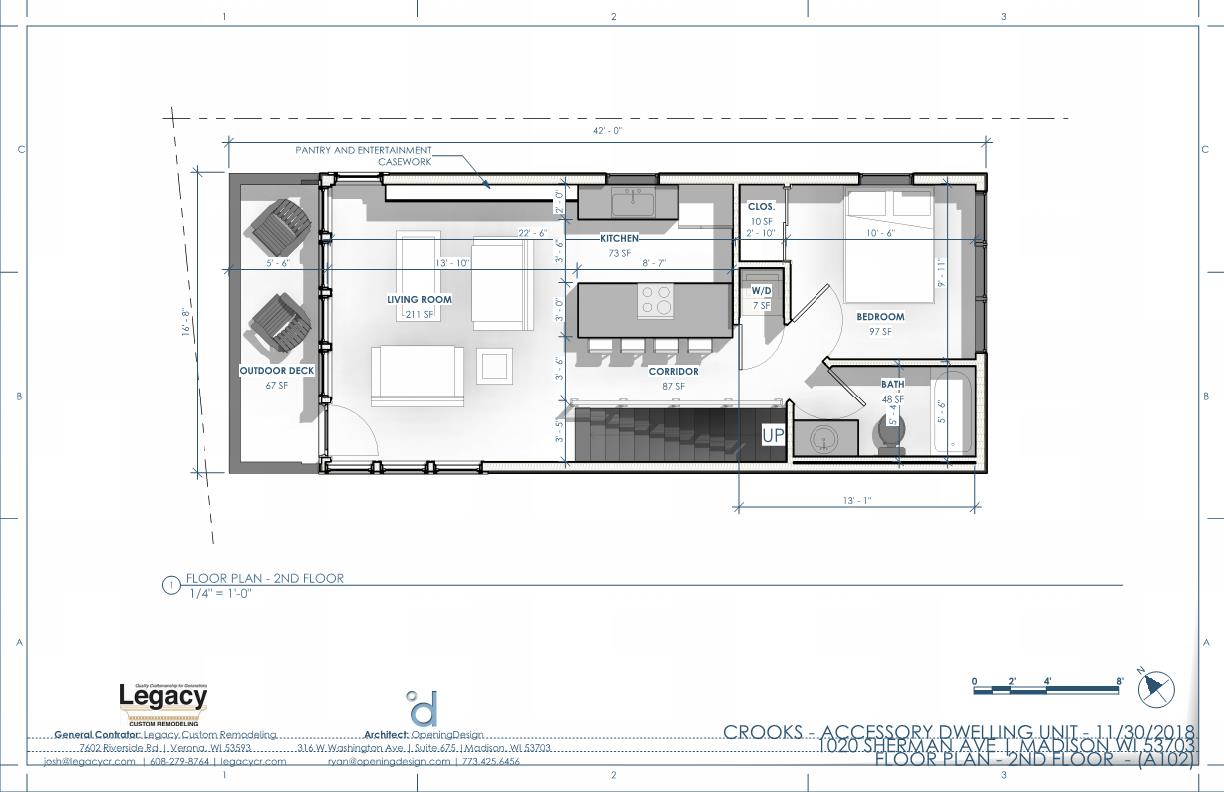 1
2
3
C
C
42' - 0"
PANTRY AND ENTERTAINMENT
CASEWORK
2' - 0"
CLOS.
10 SF
2' - 10"
22' - 6"
KITCHEN
73 SF
10' - 6"
3' - 6"
5' - 6"
13' - 10"
8' - 7"
9' - 11"
W/D
7 SF
LIVING ROOM
211 SF
3' - 0"
16' - 8"
BEDROOM
97 SF
OUTDOOR DECK
67 SF
CORRIDOR
87 SF
3' - 6"
BATH
48 SF
5' - 4"
5' - 6"
B
B
3' - 5"
UP
13' - 1"
1
FLOOR PLAN - 2ND FLOOR
1/4" = 1'-0"
A
A
N
0 2' 4' 8'
Quality Craftsmanship for Generations
Legacy
CUSTOM REMODELING
d
General Contrator: Legacy Custom Remodeling
7602 Riverside Rd | Verona, WI 53593
josh@legacycr.com | 608-279-8764 | legacycr.com
Architect: OpeningDesign
316 W Washington Ave. | Suite 675 | Madison, WI 53703
ryan@openingdesign.com | 773.425.6456
CROOKS - ACCESSORY DWELLING UNIT - 11/30/2018
1020 SHERMAN AVE | MADISON WI 53703
FLOOR PLAN - 2ND FLOOR - (A102)
1
2
3